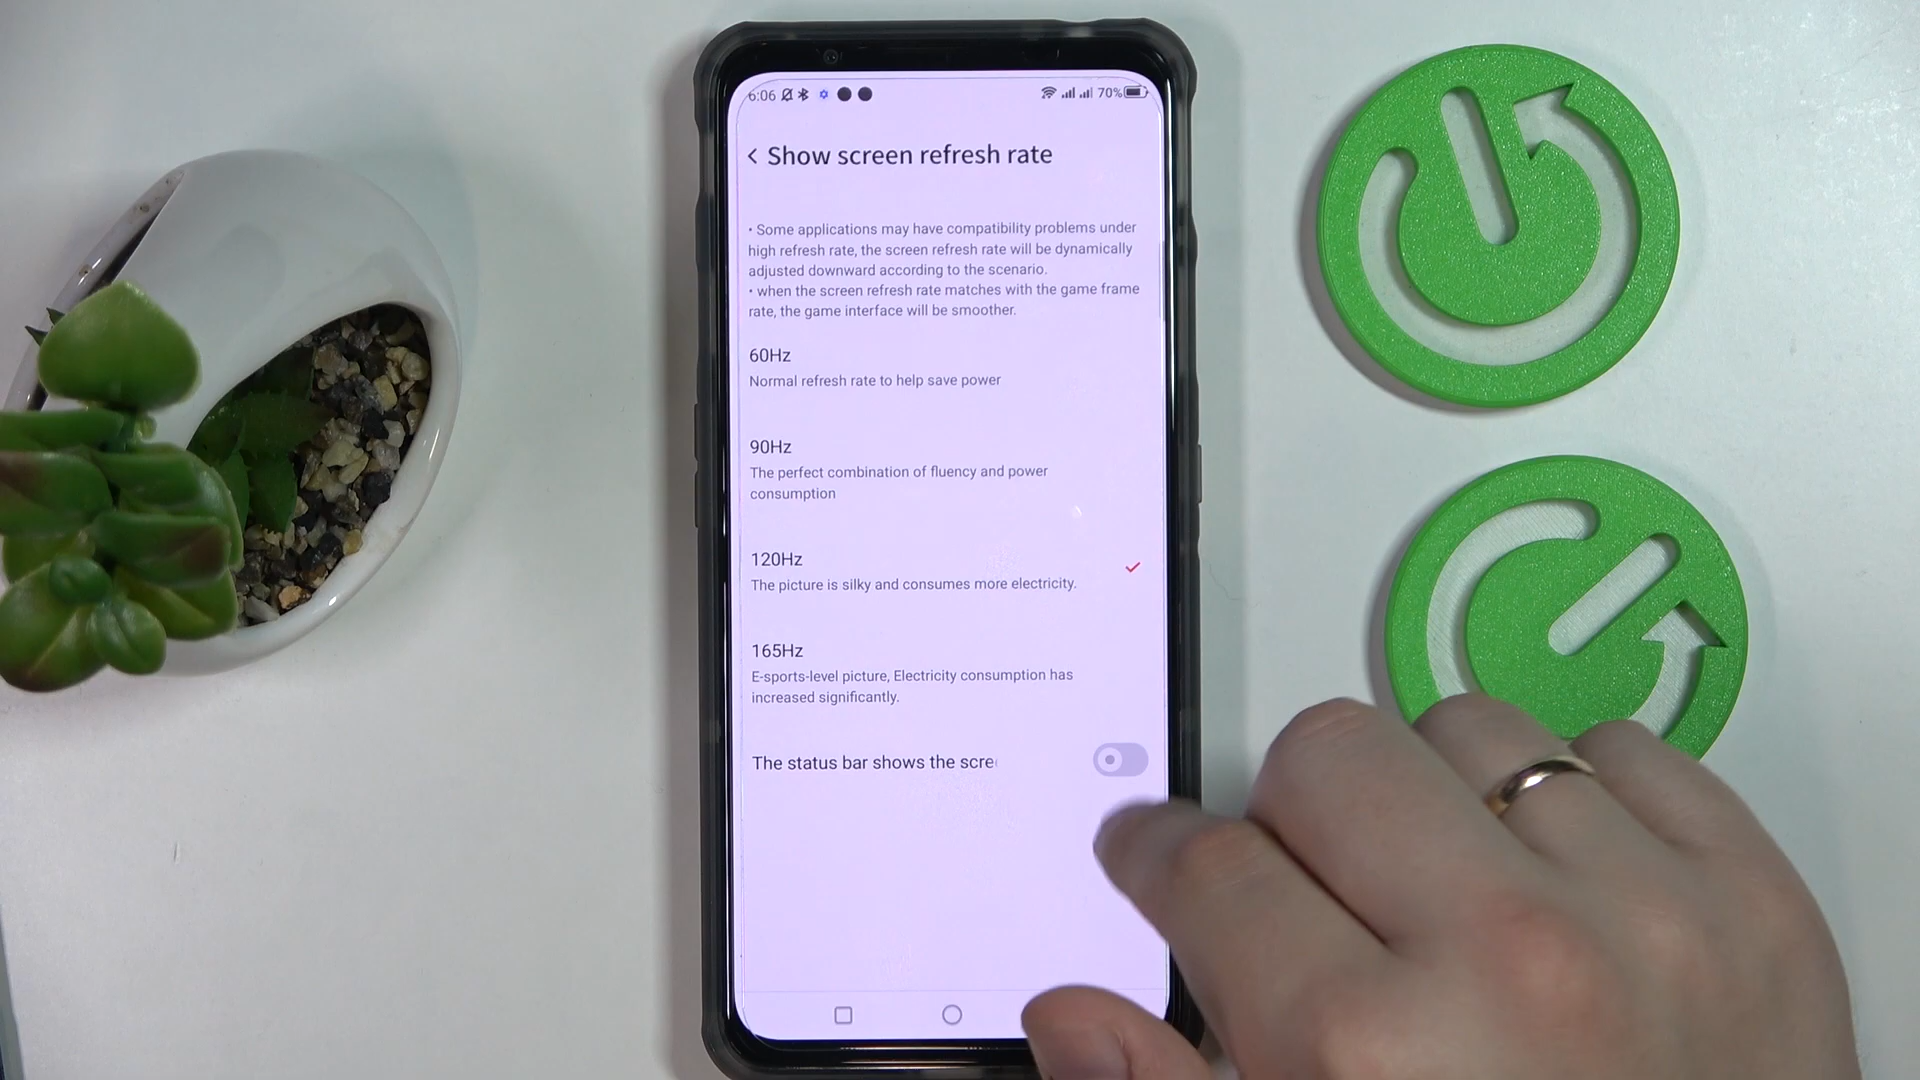 6:06 70%
Show screen refresh rate
• Some applications may have compatibility problems under
high refresh rate, the screen refresh rate will be dynamically
adjusted downward according to the scenario.
• when the screen refresh rate matches with the game frame
rate, the game interface will be smoother.
60Hz
Normal refresh rate to help save power
90Hz
The perfect combination of fluency and power
consumption
120Hz
The picture is silky and consumes more electricity.
165Hz
E-sports-level picture, Electricity consumption has
increased significantly.
The status bar shows the scre